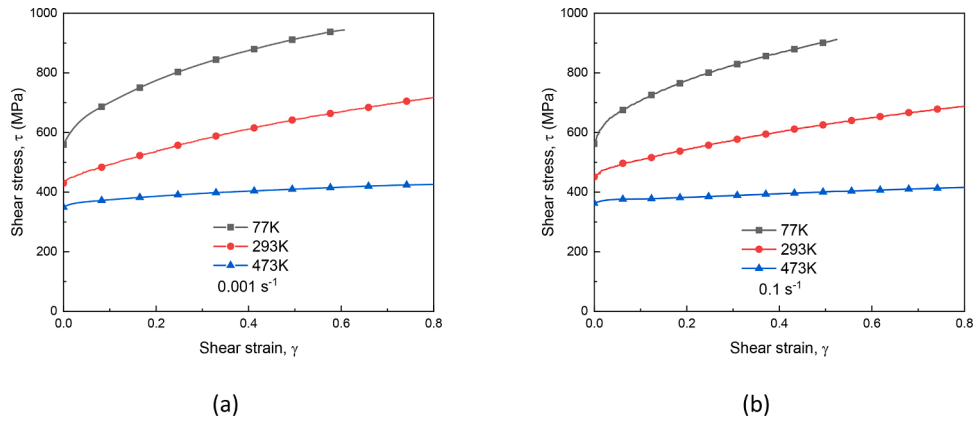 1000
800
600
400
200
0
Shear stress, τ (MPa)
77K
293K
473K
0.001 s-1
0.0
0.2
0.4
0.6
0.8
Shear strain, γ
(a)
1000
800
600
400
200
0
Shear stress, τ (MPa)
77K
293K
473K
0.1 s-1
0.0
0.2
0.4
0.6
0.8
Shear strain, γ
(b)